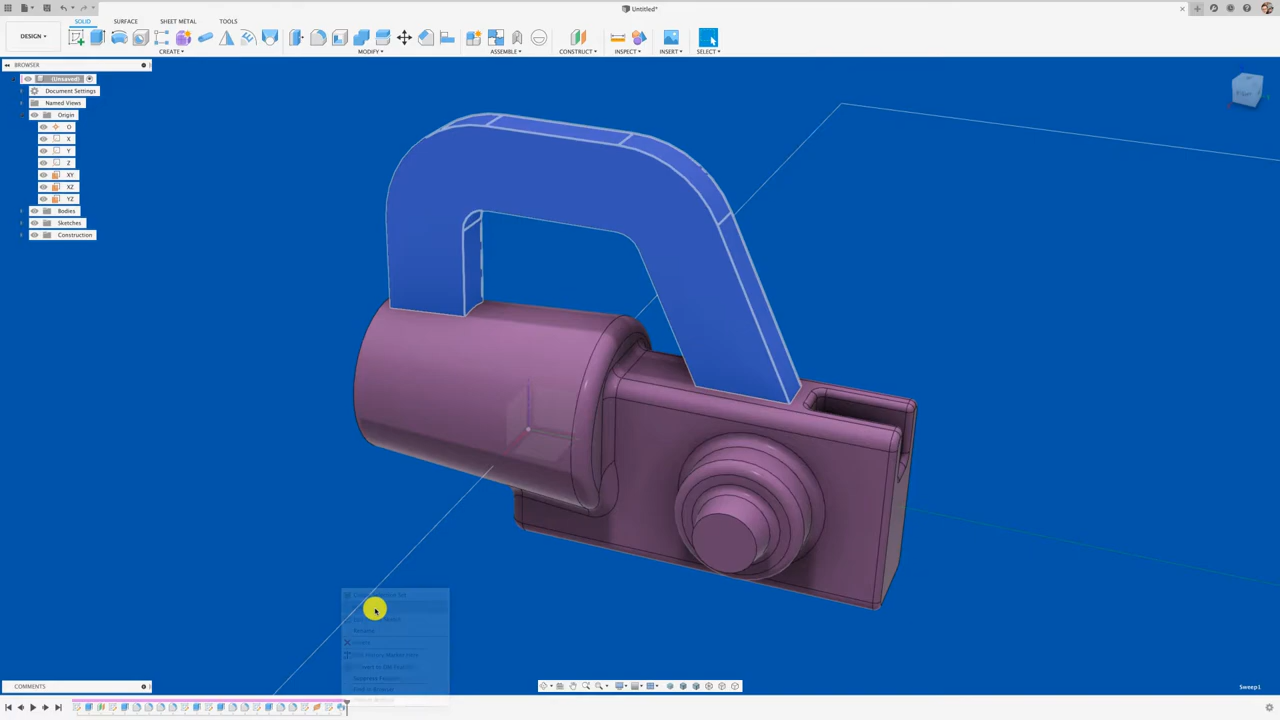 Untitled*
DESIGN
SOLID
SURFACE
SHEET METAL
TOOLS
CREATE
MODIFY
ASSEMBLE
CONSTRUCT
INSPECT
INSERT
SELECT
BROWSER
(Unsaved)
Document Settings
Named Views
Origin
O
X
Y
Z
XY
XZ
YZ
Bodies
Sketches
Construction
COMMENTS
Sweep1